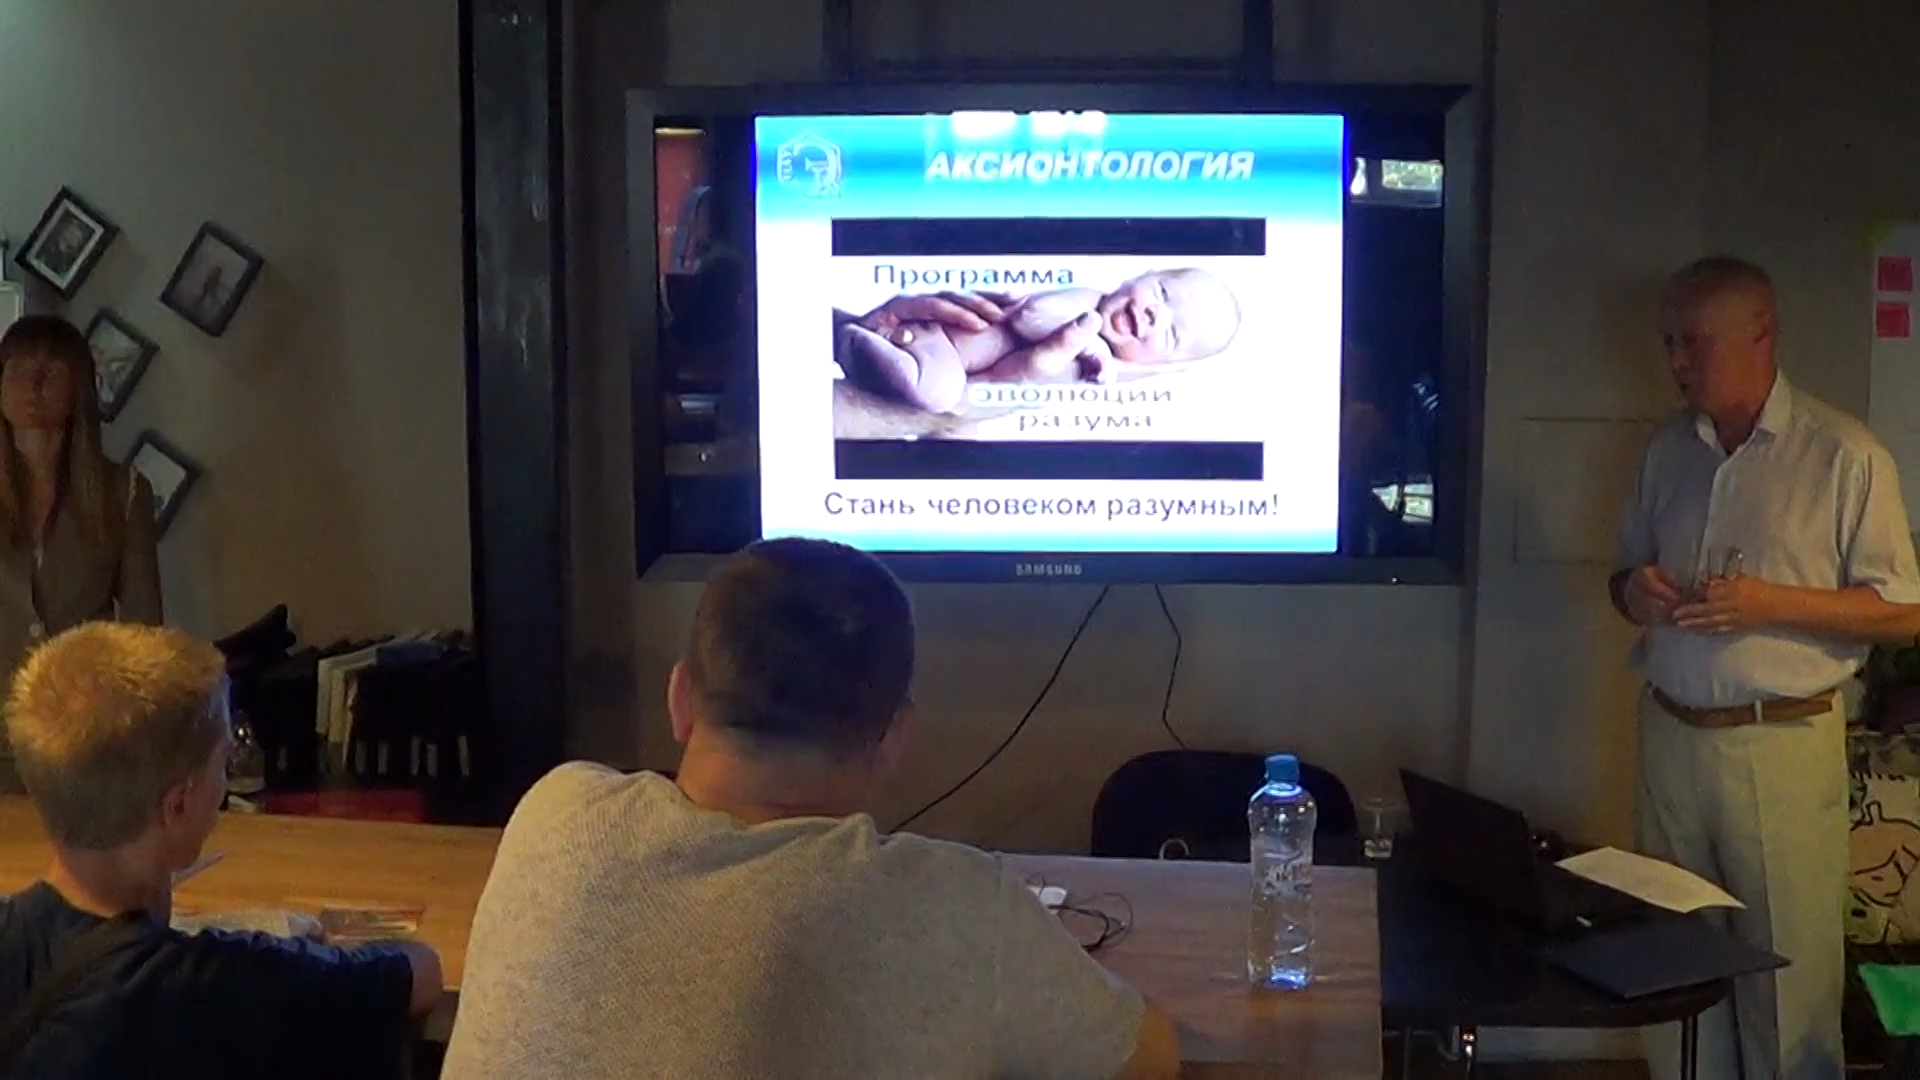 АКСИОНТОЛОГИЯ
Программа
эволюции
разума
Стань человеком разумным!
SAMSUNG